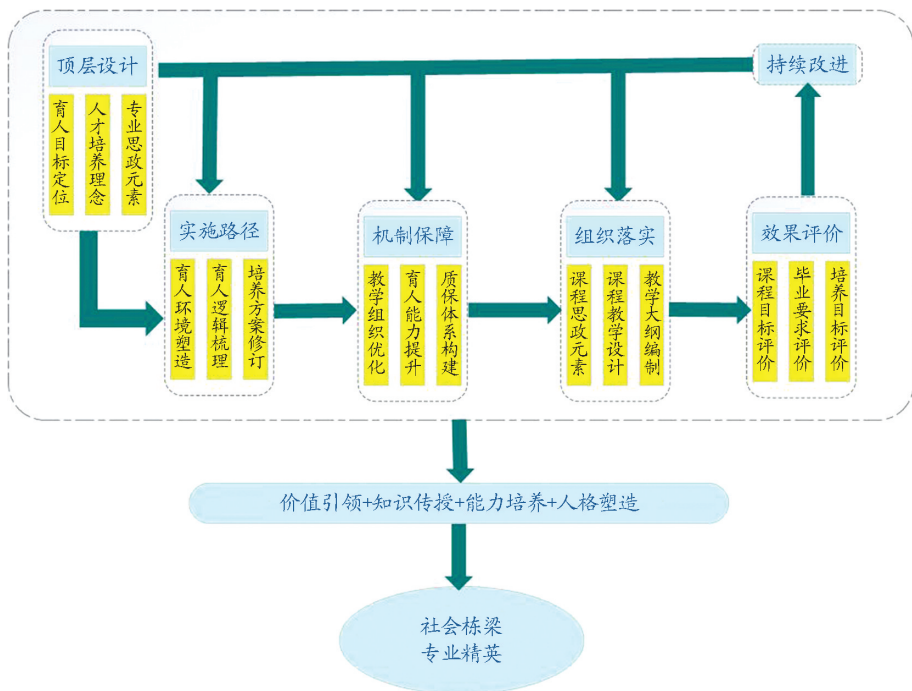 顶层设计
育人目标定位
人才培养理念
专业思政元素
持续改进
实施路径
育人环境塑造
育人逻辑梳理
培养方案修订
机制保障
教学组织优化
育人能力提升
质保体系构建
组织落实
课程思政元素
课程教学设计
教学大纲编制
效果评价
课程目标评价
毕业要求评价
培养目标评价
价值引领+知识传授+能力培养+人格塑造
社会栋梁
专业精英